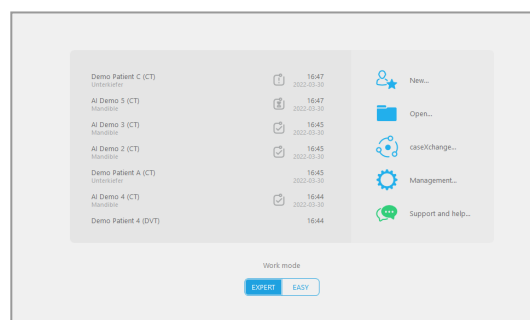 Demo Patient C (CT) 16:47
Unterkiefer 2022-03-30
AI Demo 5 (CT) 16:47
Mandible 2022-03-30
AI Demo 3 (CT) 16:45
Mandible 2022-03-30
AI Demo 2 (CT) 16:45
Mandible 2022-03-30
Demo Patient A (CT) 16:45
Unterkiefer 2022-03-30
AI Demo 4 (CT) 16:44
Mandible 2022-03-30
Demo Patient 4 (DVT) 16:44
New...
Open...
caseXchange...
Management...
Support and help...
Work mode
EXPERT EASY